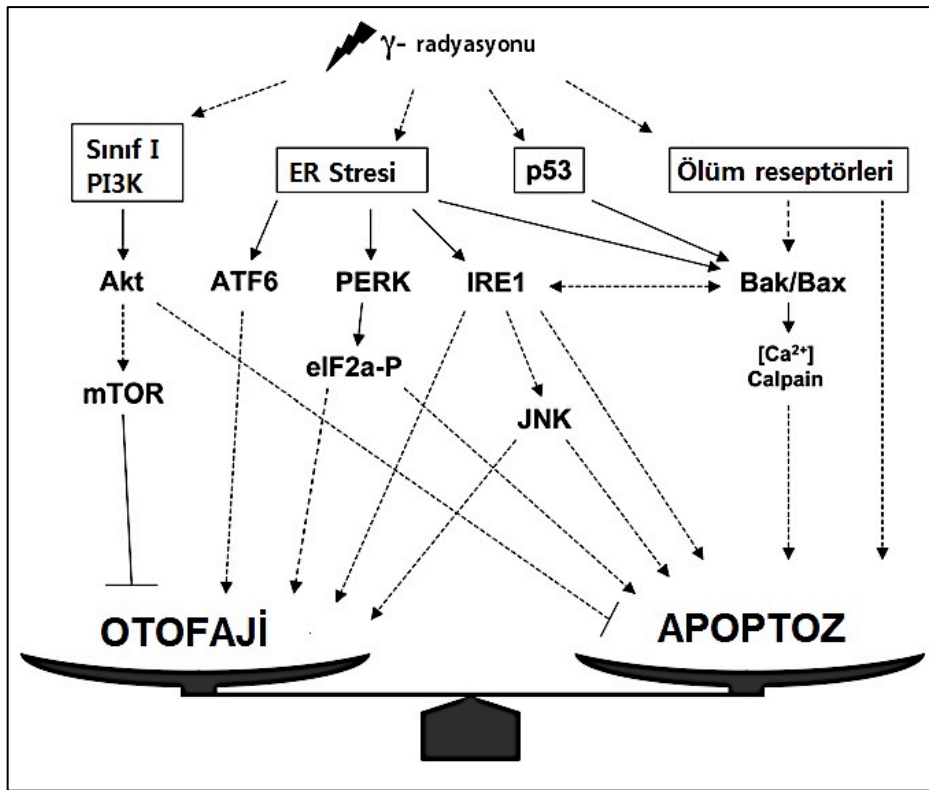 γ- radyasyonu
Sınıf I
PI3K
ER Stresi
p53
Ölüm reseptörleri
Akt
ATF6
PERK
IRE1
Bak/Bax
eIF2a-P
[Ca²⁺]
Calpain
mTOR
JNK
OTOFAJİ
APOPTOZ